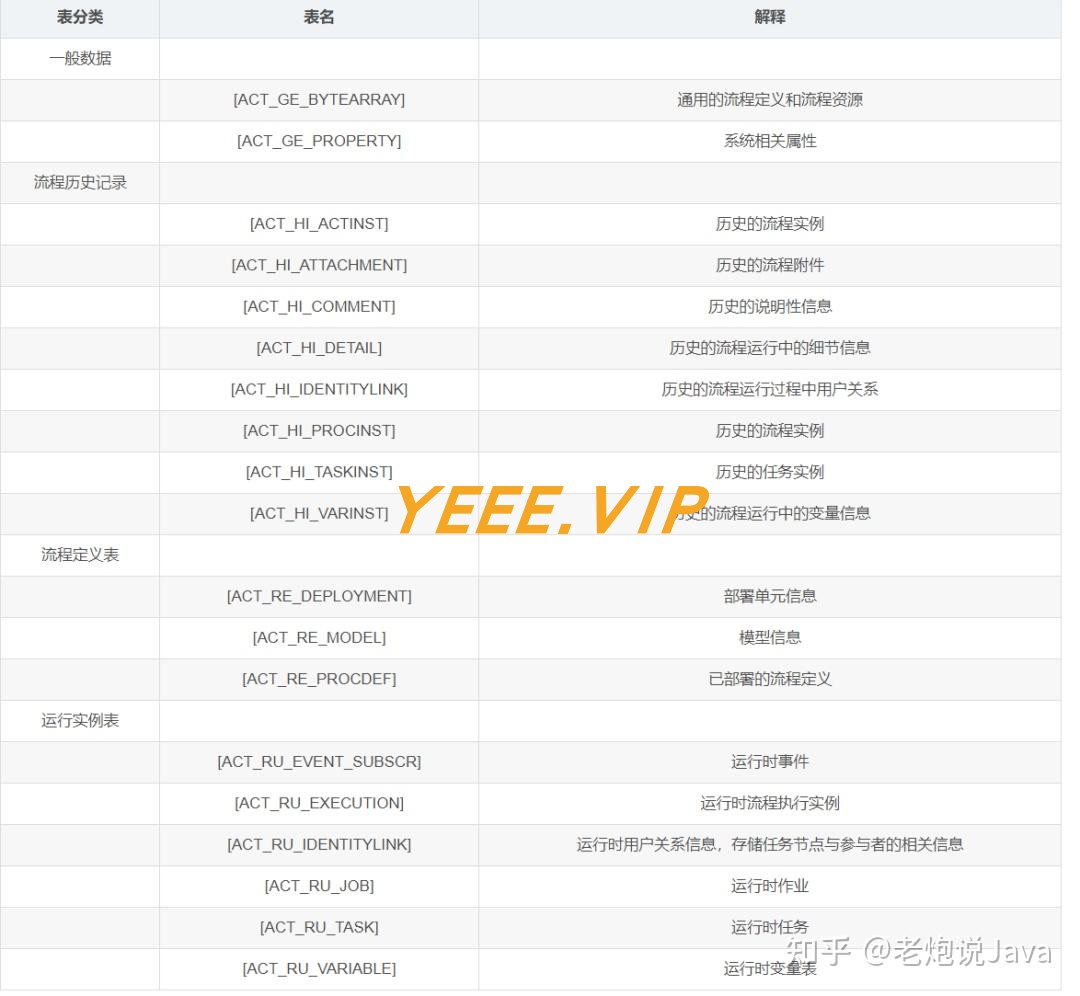 表分类 表名 解释
一般数据
[ACT_GE_BYTEARRAY] 通用的流程定义和流程资源
[ACT_GE_PROPERTY] 系统相关属性
流程历史记录
[ACT_HI_ACTINST] 历史的流程实例
[ACT_HI_ATTACHMENT] 历史的流程附件
[ACT_HI_COMMENT] 历史的说明性信息
[ACT_HI_DETAIL] 历史的流程运行中的细节信息
[ACT_HI_IDENTITYLINK] 历史的流程运行过程中用户关系
[ACT_HI_PROCINST] 历史的流程实例
[ACT_HI_TASKINST] 历史的任务实例
[ACT_HI_VARINST] 历史的流程运行中的变量信息
YEEE.VIP
流程定义表
[ACT_RE_DEPLOYMENT] 部署单元信息
[ACT_RE_MODEL] 模型信息
[ACT_RE_PROCDEF] 已部署的流程定义
运行实例表
[ACT_RU_EVENT_SUBSCR] 运行时事件
[ACT_RU_EXECUTION] 运行时流程执行实例
[ACT_RU_IDENTITYLINK] 运行时用户关系信息，存储任务节点与参与者的相关信息
[ACT_RU_JOB] 运行时作业
[ACT_RU_TASK] 运行时任务
知乎 @老炮说Java
[ACT_RU_VARIABLE] 运行时变量表